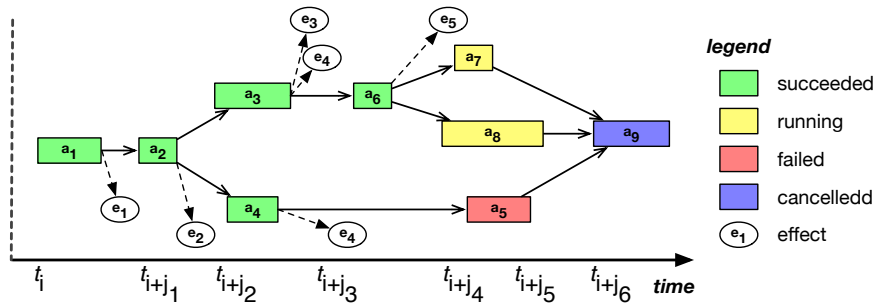 e3
e5
legend
e4
a7
succeeded
a3
a6
running
a8
a9
a1
a2
failed
cancelledd
e1
a4
a5
e2
e4
e1 effect
ti
ti+j1
ti+j2
ti+j3
ti+j4
ti+j5
ti+j6
time